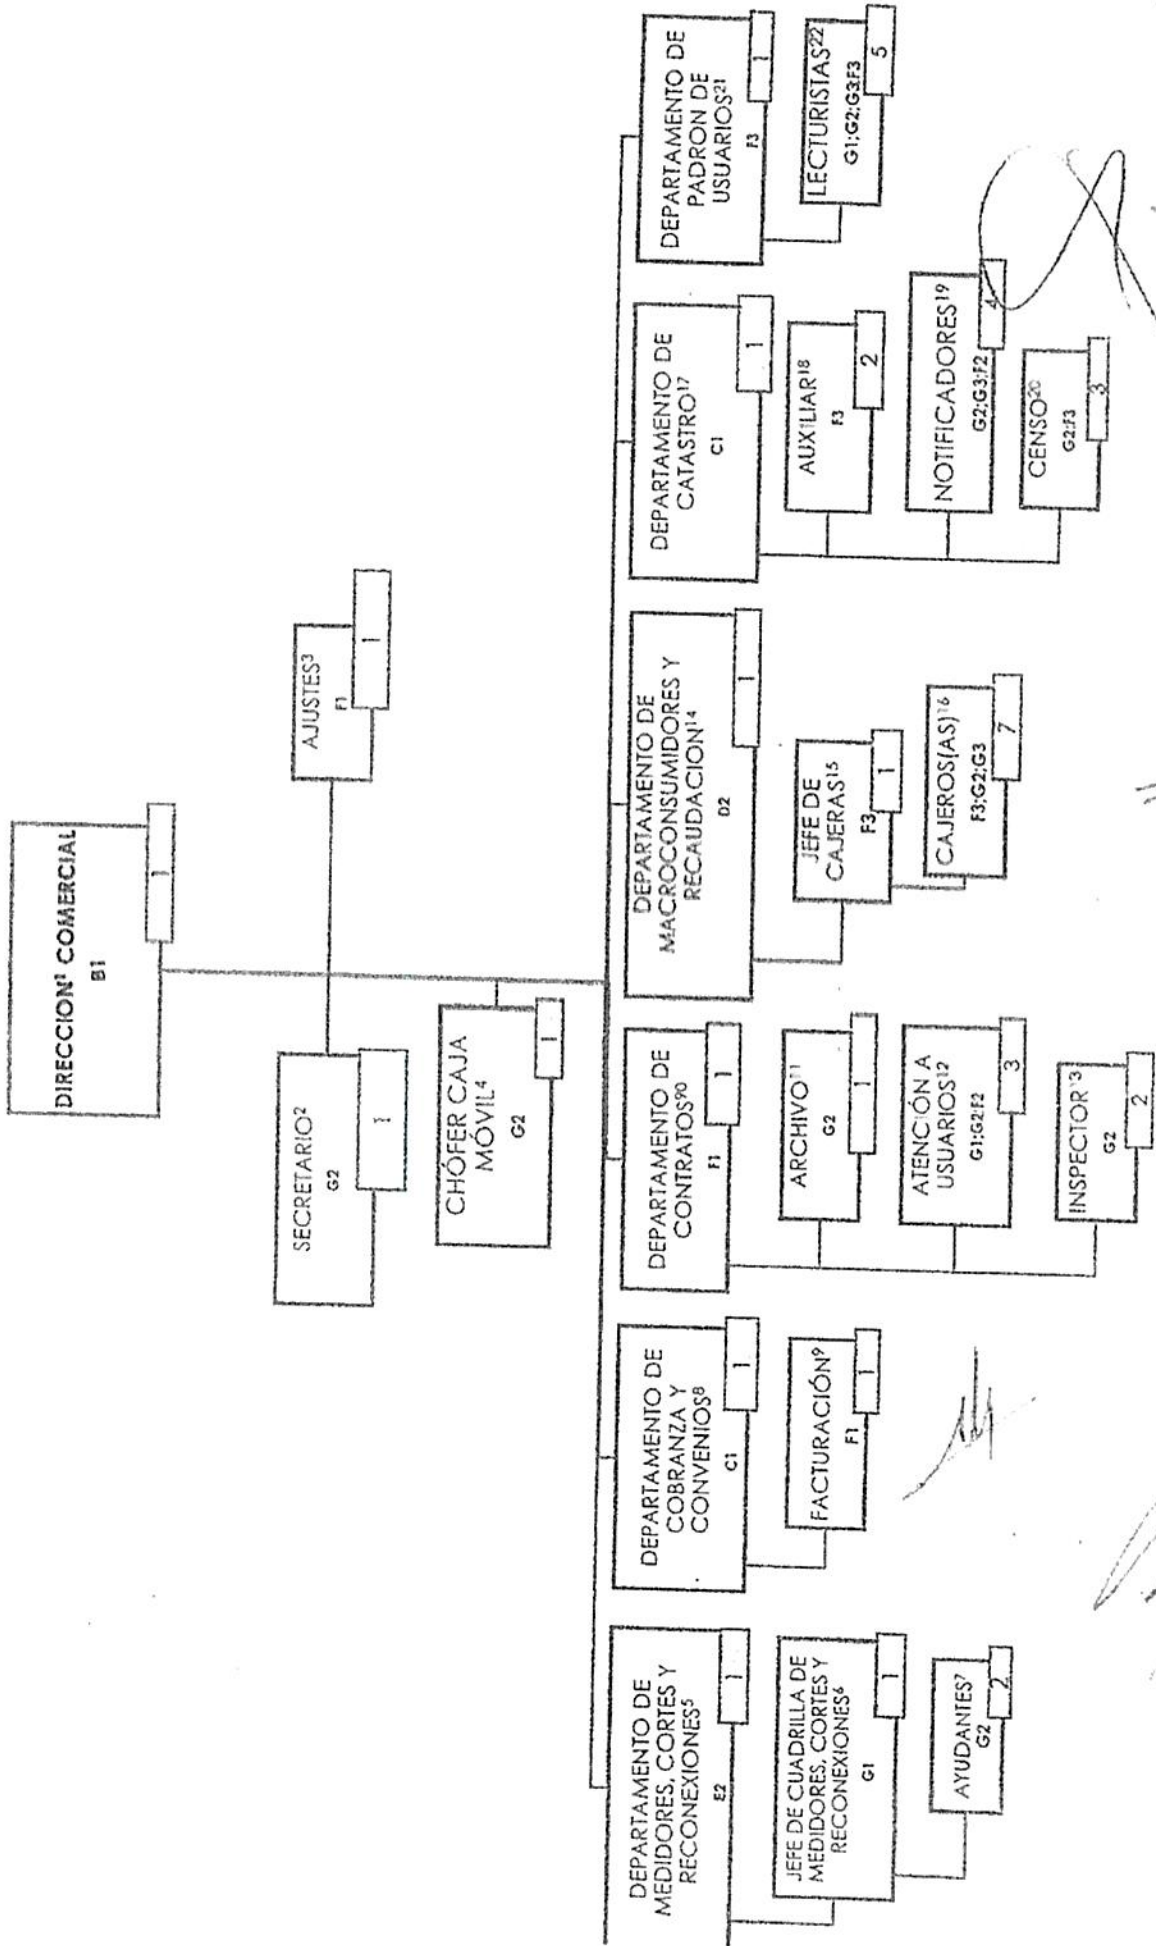 DIRECCION¹ COMERCIAL
B1
1
SECRETARIO²
G2
1
AJUSTES³
F1
1
CHÓFER CAJA
MÓVIL⁴
G2
1
DEPARTAMENTO DE
MEDIDORES, CORTES Y
RECONEXIONES⁵
E2
1
JEFE DE CUADRILLA DE
MEDIDORES, CORTES Y
RECONEXIONES⁶
G1
1
AYUDANTES⁷
G2
2
DEPARTAMENTO DE
COBRANZA Y
CONVENIOS⁸
C1
1
FACTURACIÓN⁹
F1
1
DEPARTAMENTO DE
CONTRATOS⁹⁰
F1
1
ARCHIVO¹¹
G2
1
ATENCIÓN A
USUARIOS¹²
G1;G2;F2
3
INSPECTOR¹³
G2
2
DEPARTAMENTO DE
MACROCONSUMIDORES Y
RECAUDACION¹⁴
D2
1
JEFE DE
CAJERAS¹⁵
F3
1
CAJEROS(AS)¹⁶
F3;G2;G3
7
DEPARTAMENTO DE
CATASTRO¹⁷
C1
1
AUXILIAR¹⁸
F3
2
NOTIFICADORES¹⁹
G2;G3;F2
4
CENSO²⁰
G2;F3
3
DEPARTAMENTO DE
PADRON DE
USUARIOS²¹
F3
1
LECTURISTAS²²
G1;G2;G3;F3
5